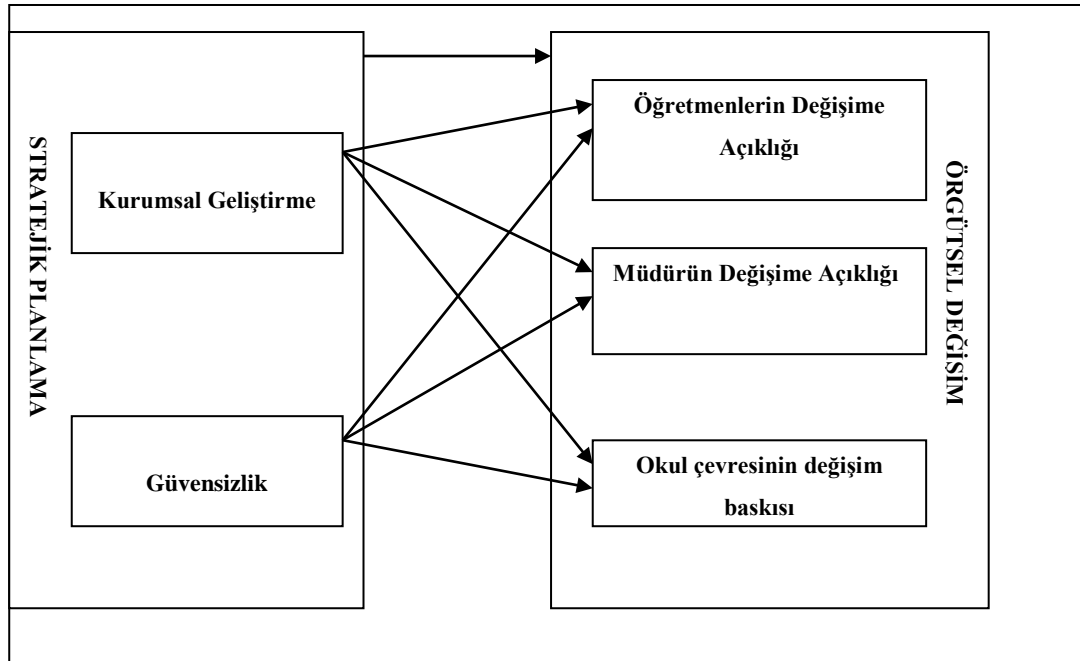 STRATEJİK PLANLAMA
Kurumsal Geliştirme
Güvensizlik
Öğretmenlerin Değişime
Açıklığı
Müdürün Değişime Açıklığı
Okul çevresinin değişim
baskısı
ÖRGÜTSEL DEĞİŞİM